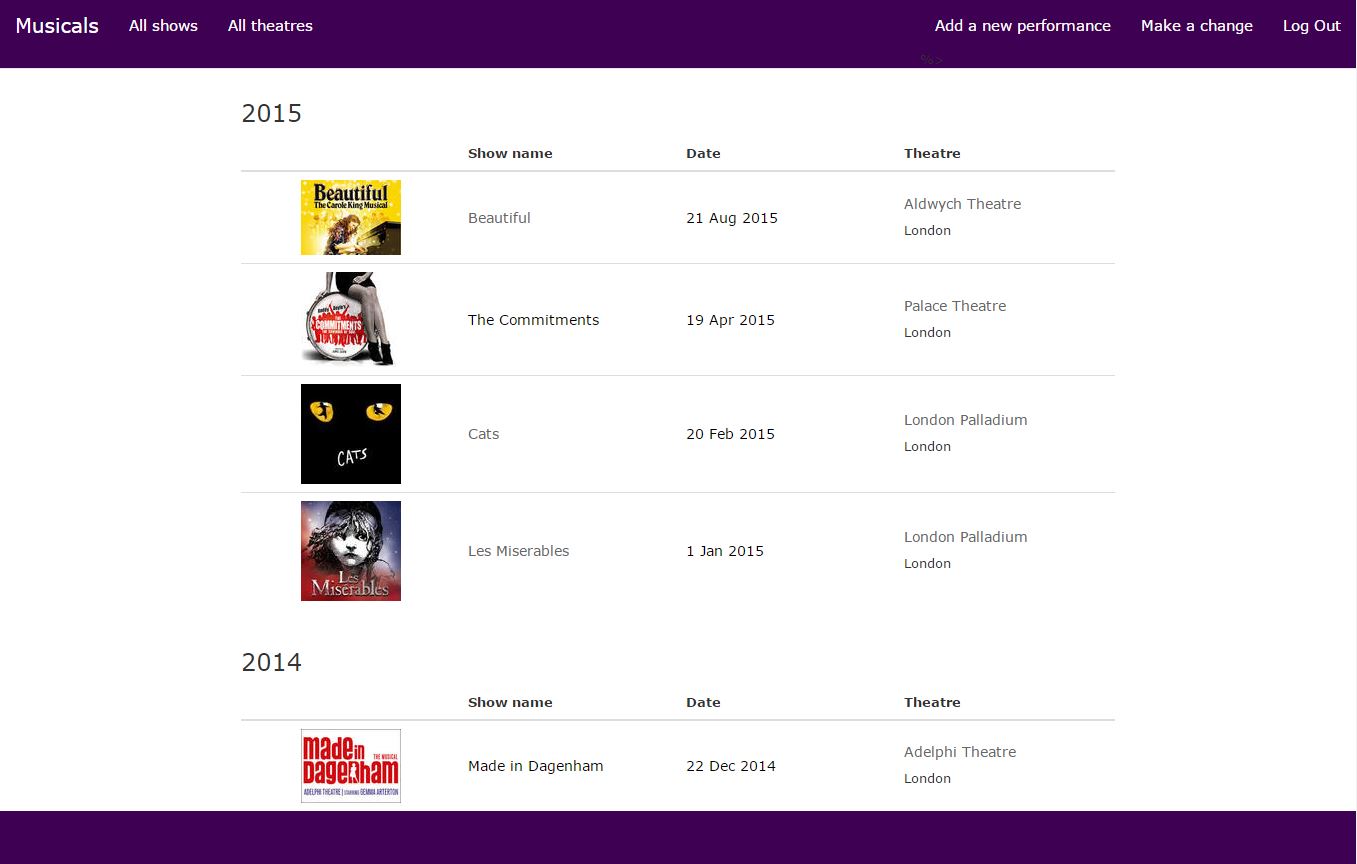 Musicals All shows All theatres Add a new performance Make a change Log Out
%>
2015
Show name Date Theatre
Beautiful
The Carole King Musical
Beautiful 21 Aug 2015 Aldwych Theatre
London
THE
COMMITMENTS
The Commitments 19 Apr 2015 Palace Theatre
London
CATS
Cats 20 Feb 2015 London Palladium
London
Les
Misérables
Les Miserables 1 Jan 2015 London Palladium
London
2014
Show name Date Theatre
made in
Dagenham
THE MUSICAL
ADELPHI THEATRE | STARRING GEMMA ARTERTON
Made in Dagenham 22 Dec 2014 Adelphi Theatre
London